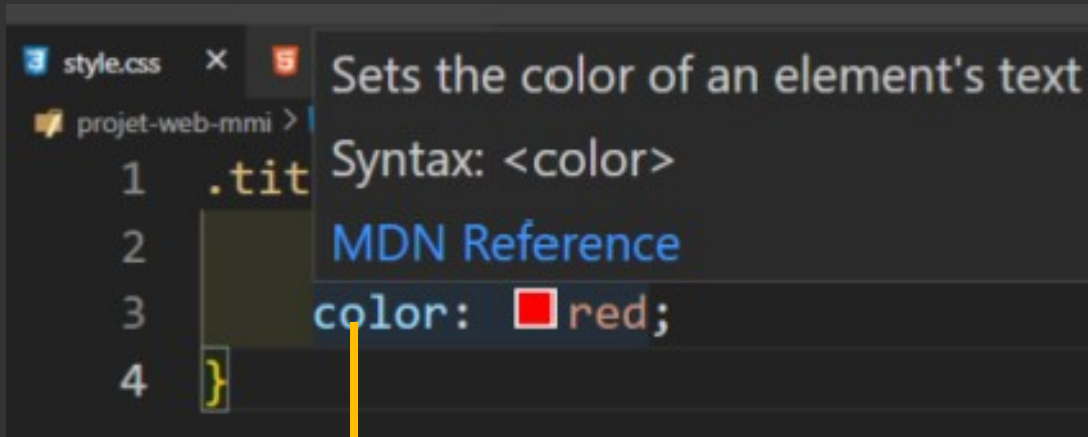 style.css ×
projet-web-mmi >
Sets the color of an element's text
Syntax: <color>
MDN Reference
1 .tit
2
3 color: red;
4 }